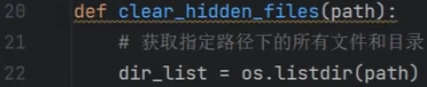 20 def clear_hidden_files(path):
21 # 获取指定路径下的所有文件和目录
22 dir_list = os.listdir(path)